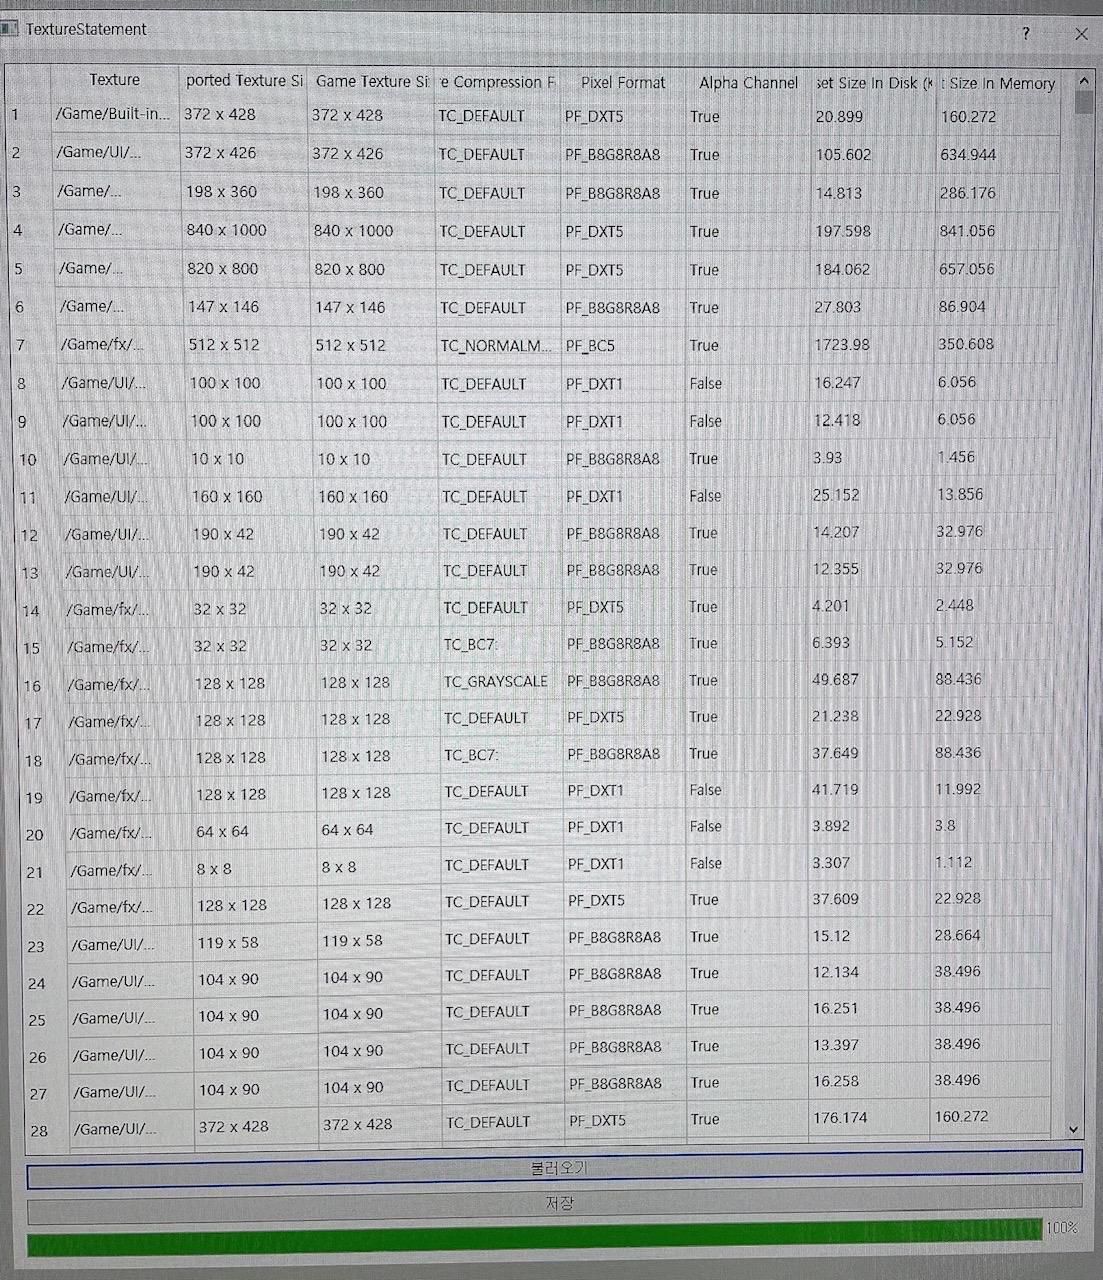 TextureStatement ? ×
Texture ported Texture Si Game Texture Si e Compression F Pixel Format Alpha Channel set Size In Disk (K t Size In Memory
1 /Game/Built-in... 372 x 428 372 x 428 TC_DEFAULT PF_DXT5 True 20.899 160.272
2 /Game/UI/... 372 x 426 372 x 426 TC_DEFAULT PF_B8G8R8A8 True 105.602 634.944
3 /Game/... 198 x 360 198 x 360 TC_DEFAULT PF_B8G8R8A8 True 14.813 286.176
4 /Game/... 840 x 1000 840 x 1000 TC_DEFAULT PF_DXT5 True 197.598 841.056
5 /Game/... 820 x 800 820 x 800 TC_DEFAULT PF_DXT5 True 184.062 657.056
6 /Game/... 147 x 146 147 x 146 TC_DEFAULT PF_B8G8R8A8 True 27.803 86.904
7 /Game/fx/... 512 x 512 512 x 512 TC_NORMALM... PF_BC5 True 1723.98 350.608
8 /Game/UI/... 100 x 100 100 x 100 TC_DEFAULT PF_DXT1 False 16.247 6.056
9 /Game/UI/... 100 x 100 100 x 100 TC_DEFAULT PF_DXT1 False 12.418 6.056
10 /Game/UI/... 10 x 10 10 x 10 TC_DEFAULT PF_B8G8R8A8 True 3.93 1.456
11 /Game/UI/... 160 x 160 160 x 160 TC_DEFAULT PF_DXT1 False 25.152 13.856
12 /Game/UI/... 190 x 42 190 x 42 TC_DEFAULT PF_B8G8R8A8 True 14.207 32.976
13 /Game/UI/... 190 x 42 190 x 42 TC_DEFAULT PF_B8G8R8A8 True 12.355 32.976
14 /Game/fx/... 32 x 32 32 x 32 TC_DEFAULT PF_DXT5 True 4.201 2.448
15 /Game/fx/... 32 x 32 32 x 32 TC_BC7: PF_B8G8R8A8 True 6.393 5.152
16 /Game/fx/... 128 x 128 128 x 128 TC_GRAYSCALE PF_B8G8R8A8 True 49.687 88.436
17 /Game/fx/... 128 x 128 128 x 128 TC_DEFAULT PF_DXT5 True 21.238 22.928
18 /Game/fx/... 128 x 128 128 x 128 TC_BC7: PF_B8G8R8A8 True 37.649 88.436
19 /Game/fx/... 128 x 128 128 x 128 TC_DEFAULT PF_DXT1 False 41.719 11.992
20 /Game/fx/... 64 x 64 64 x 64 TC_DEFAULT PF_DXT1 False 3.892 3.8
21 /Game/fx/... 8 x 8 8 x 8 TC_DEFAULT PF_DXT1 False 3.307 1.112
22 /Game/fx/... 128 x 128 128 x 128 TC_DEFAULT PF_DXT5 True 37.609 22.928
23 /Game/UI/... 119 x 58 119 x 58 TC_DEFAULT PF_B8G8R8A8 True 15.12 28.664
24 /Game/UI/... 104 x 90 104 x 90 TC_DEFAULT PF_B8G8R8A8 True 12.134 38.496
25 /Game/UI/... 104 x 90 104 x 90 TC_DEFAULT PF_B8G8R8A8 True 16.251 38.496
26 /Game/UI/... 104 x 90 104 x 90 TC_DEFAULT PF_B8G8R8A8 True 13.397 38.496
27 /Game/UI/... 104 x 90 104 x 90 TC_DEFAULT PF_B8G8R8A8 True 16.258 38.496
28 /Game/UI/... 372 x 428 372 x 428 TC_DEFAULT PF_DXT5 True 176.174 160.272
불러오기
저장
100%